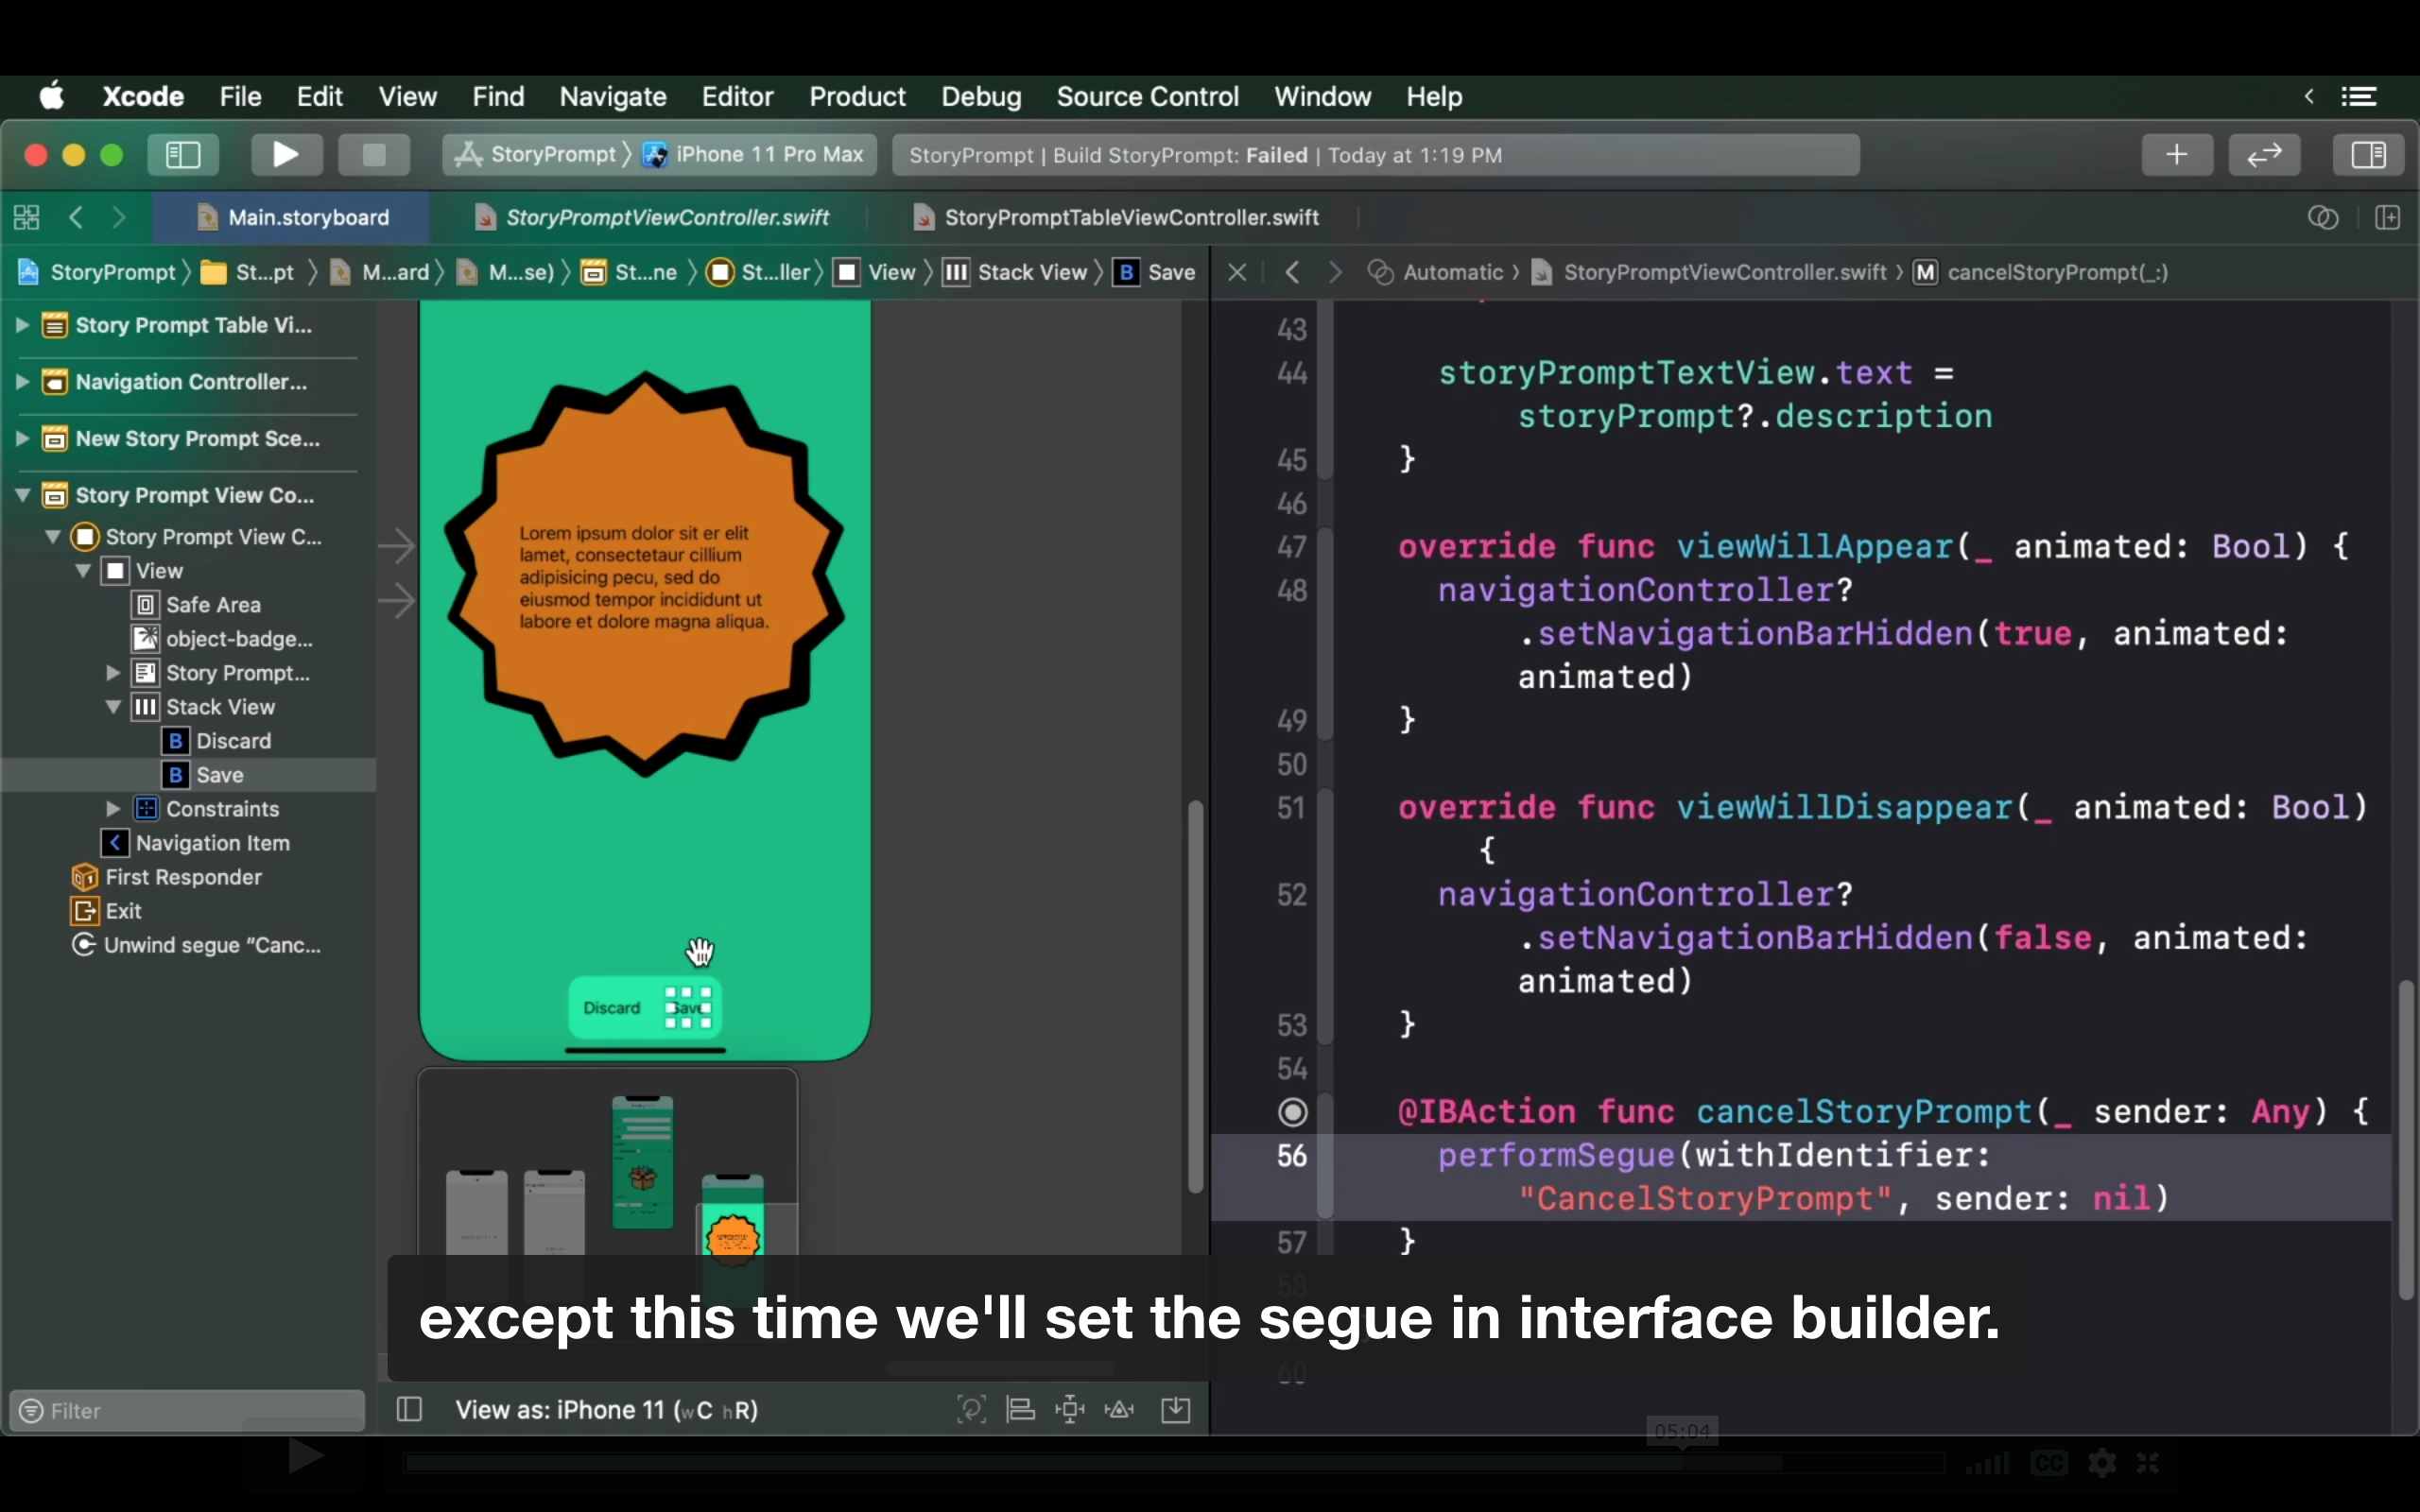 Xcode File Edit View Find Navigate Editor Product Debug Source Control Window Help
StoryPrompt iPhone 11 Pro Max StoryPrompt | Build StoryPrompt: Failed | Today at 1:19 PM
Main.storyboard StoryPromptViewController.swift StoryPromptTableViewController.swift
StoryPrompt St...pt M...ard M...se) St...ne St...ller View Stack View B Save
Automatic StoryPromptViewController.swift M cancelStoryPrompt(_:)
Story Prompt Table Vi...
Navigation Controller...
New Story Prompt Sce...
Story Prompt View Co...
Story Prompt View C...
View
Safe Area
object-badge...
Story Prompt...
Stack View
B Discard
B Save
Constraints
Navigation Item
First Responder
Exit
Unwind segue "Canc...
Filter
Lorem ipsum dolor sit er elit
lamet, consectetaur cillium
adipisicing pecu, sed do
eiusmod tempor incididunt ut
labore et dolore magna aliqua.
Discard Save
View as: iPhone 11 (wC hR)
43
44 storyPromptTextView.text =
storyPrompt?.description
45 }
46
47 override func viewWillAppear(_ animated: Bool) {
48 navigationController?
.setNavigationBarHidden(true, animated:
animated)
49 }
50
51 override func viewWillDisappear(_ animated: Bool)
{
52 navigationController?
.setNavigationBarHidden(false, animated:
animated)
53 }
54
@IBAction func cancelStoryPrompt(_ sender: Any) {
56 performSegue(withIdentifier:
"CancelStoryPrompt", sender: nil)
57 }
58
60
except this time we'll set the segue in interface builder.
05:04
CC